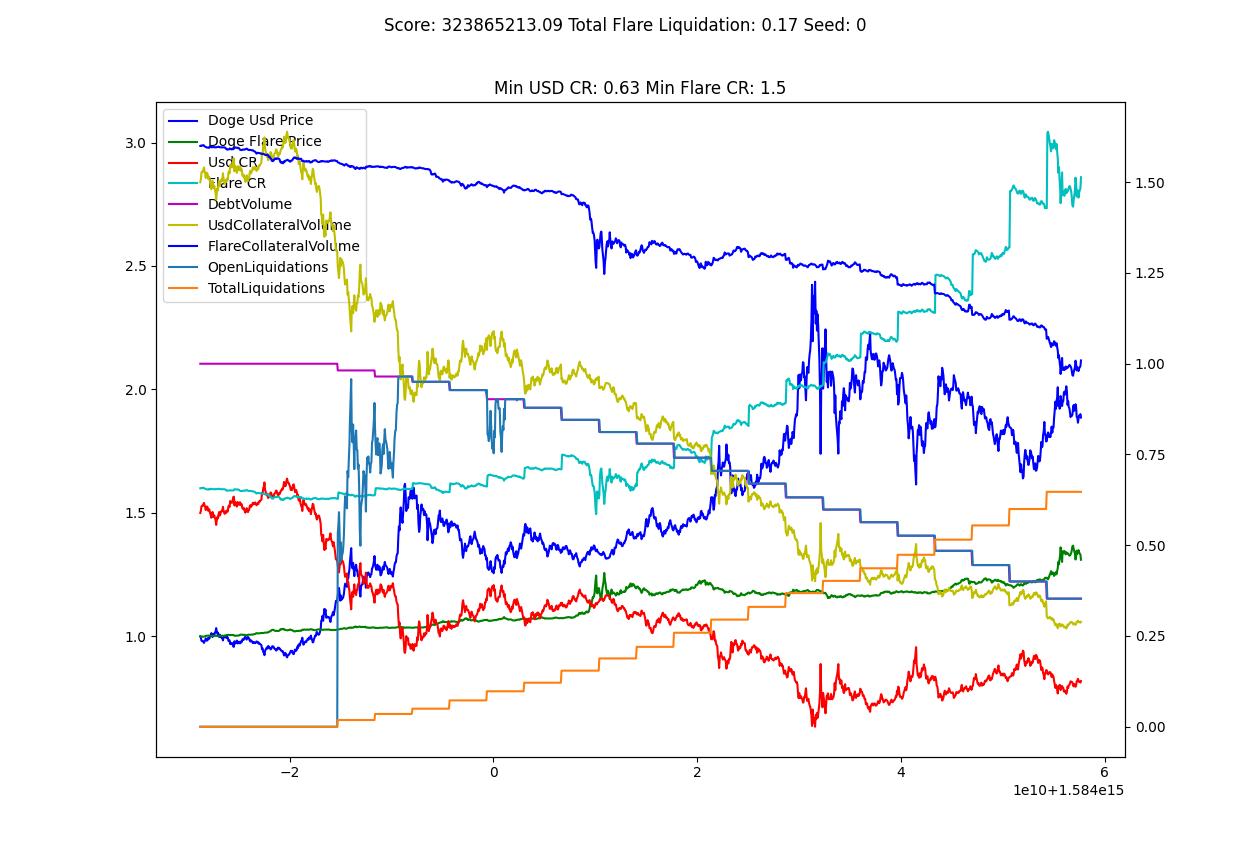 Score: 323865213.09 Total Flare Liquidation: 0.17 Seed: 0
Min USD CR: 0.63 Min Flare CR: 1.5
Doge Usd Price
Doge Flare Price
Usd CR
Flare CR
DebtVolume
UsdCollateralVolume
FlareCollateralVolume
OpenLiquidations
TotalLiquidations
3.0
2.5
2.0
1.5
1.0
1.50
1.25
1.00
0.75
0.50
0.25
0.00
−2
0
2
4
6
1e10+1.584e15